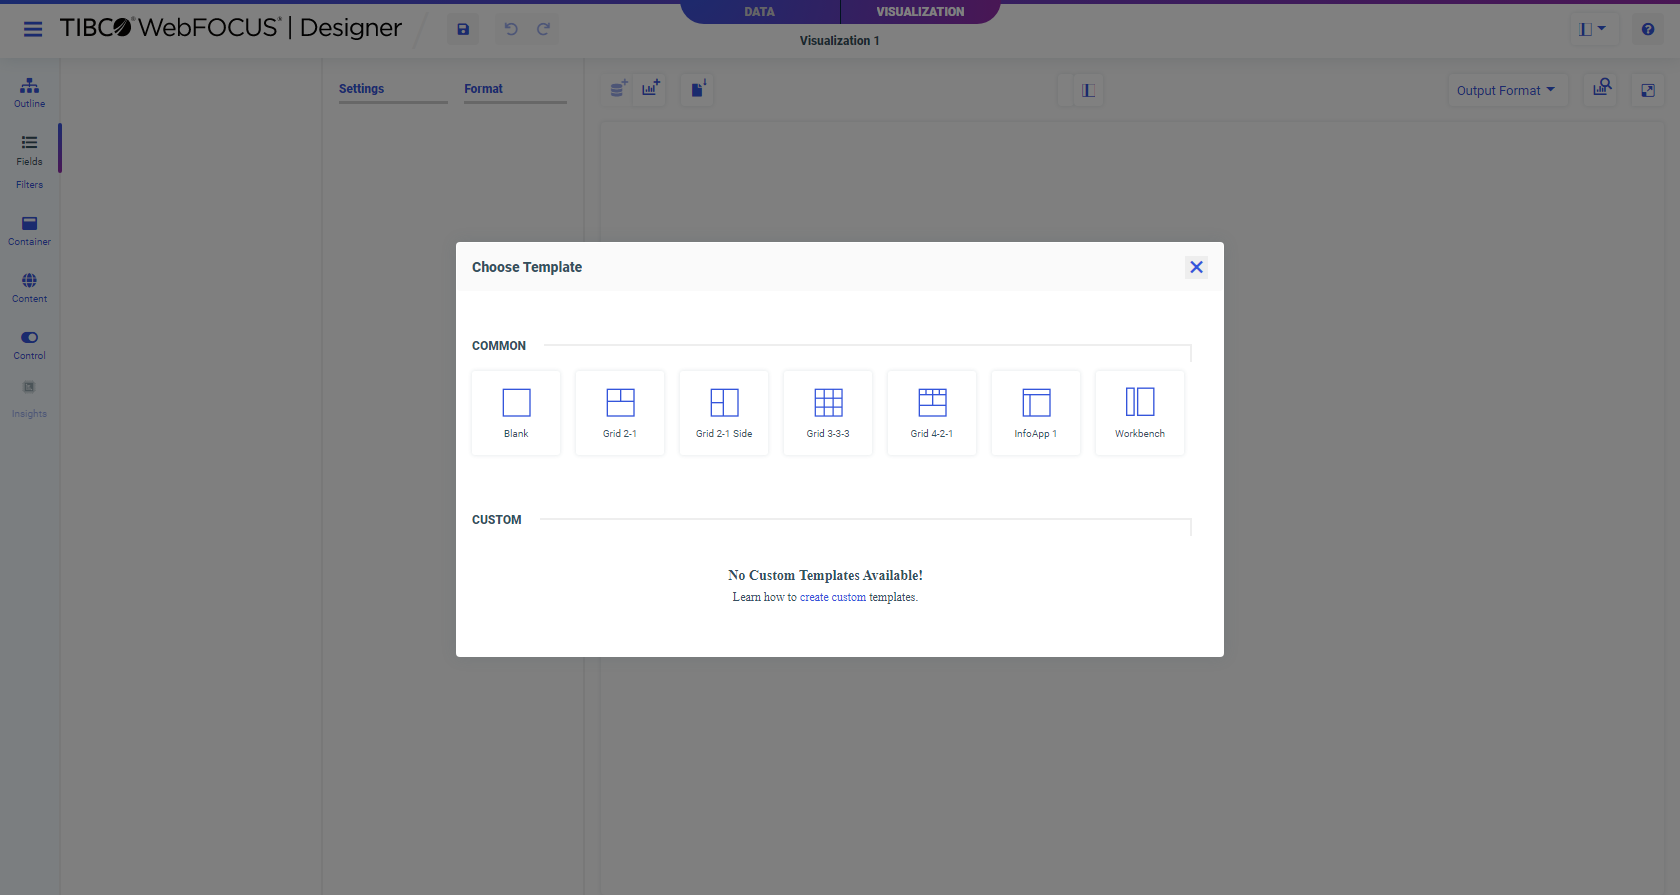 TIBCO® WebFOCUS® | Designer
DATA
VISUALIZATION
Visualization 1
Outline
Fields
Filters
Container
Content
Control
Insights
Settings
Format
Output Format
Choose Template
COMMON
Blank
Grid 2-1
Grid 2-1 Side
Grid 3-3-3
Grid 4-2-1
InfoApp 1
Workbench
CUSTOM
No Custom Templates Available!
Learn how to create custom templates.